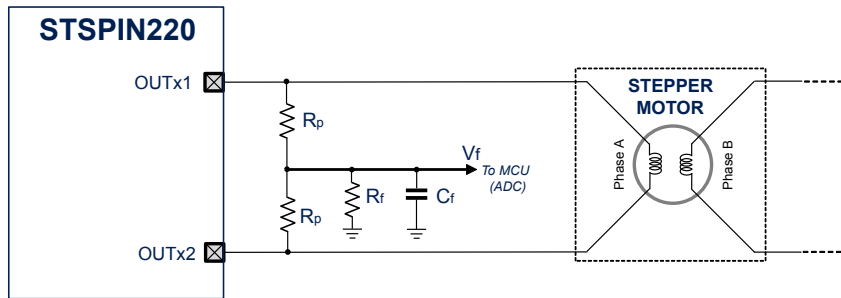 STSPIN220
OUTx1
STEPPER
MOTOR
Rp
Phase A
Phase B
Vf
To MCU
(ADC)
Rf
Cf
Rp
OUTx2